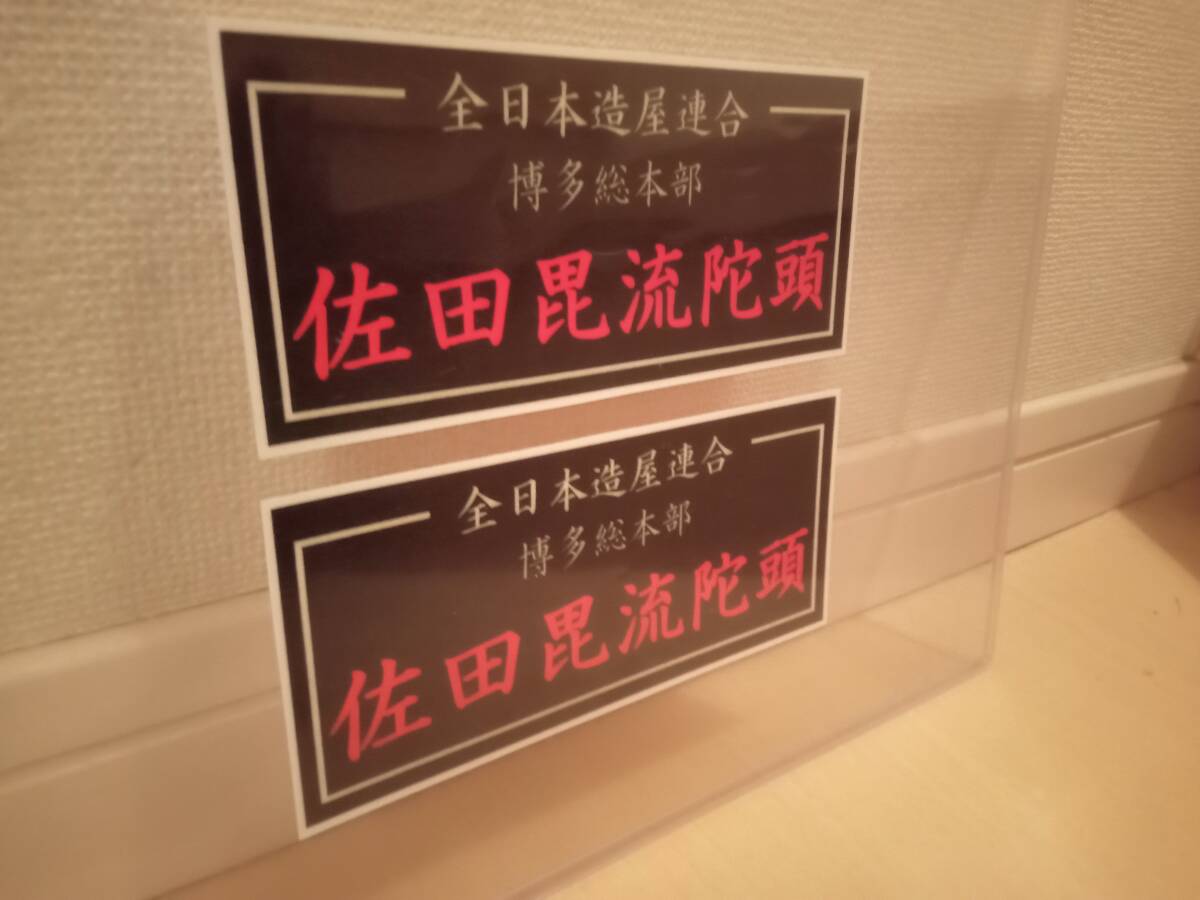 全日本造屋連合
博多総本部
佐田毘流陀頭
全日本造屋連合
博多総本部
佐田毘流陀頭